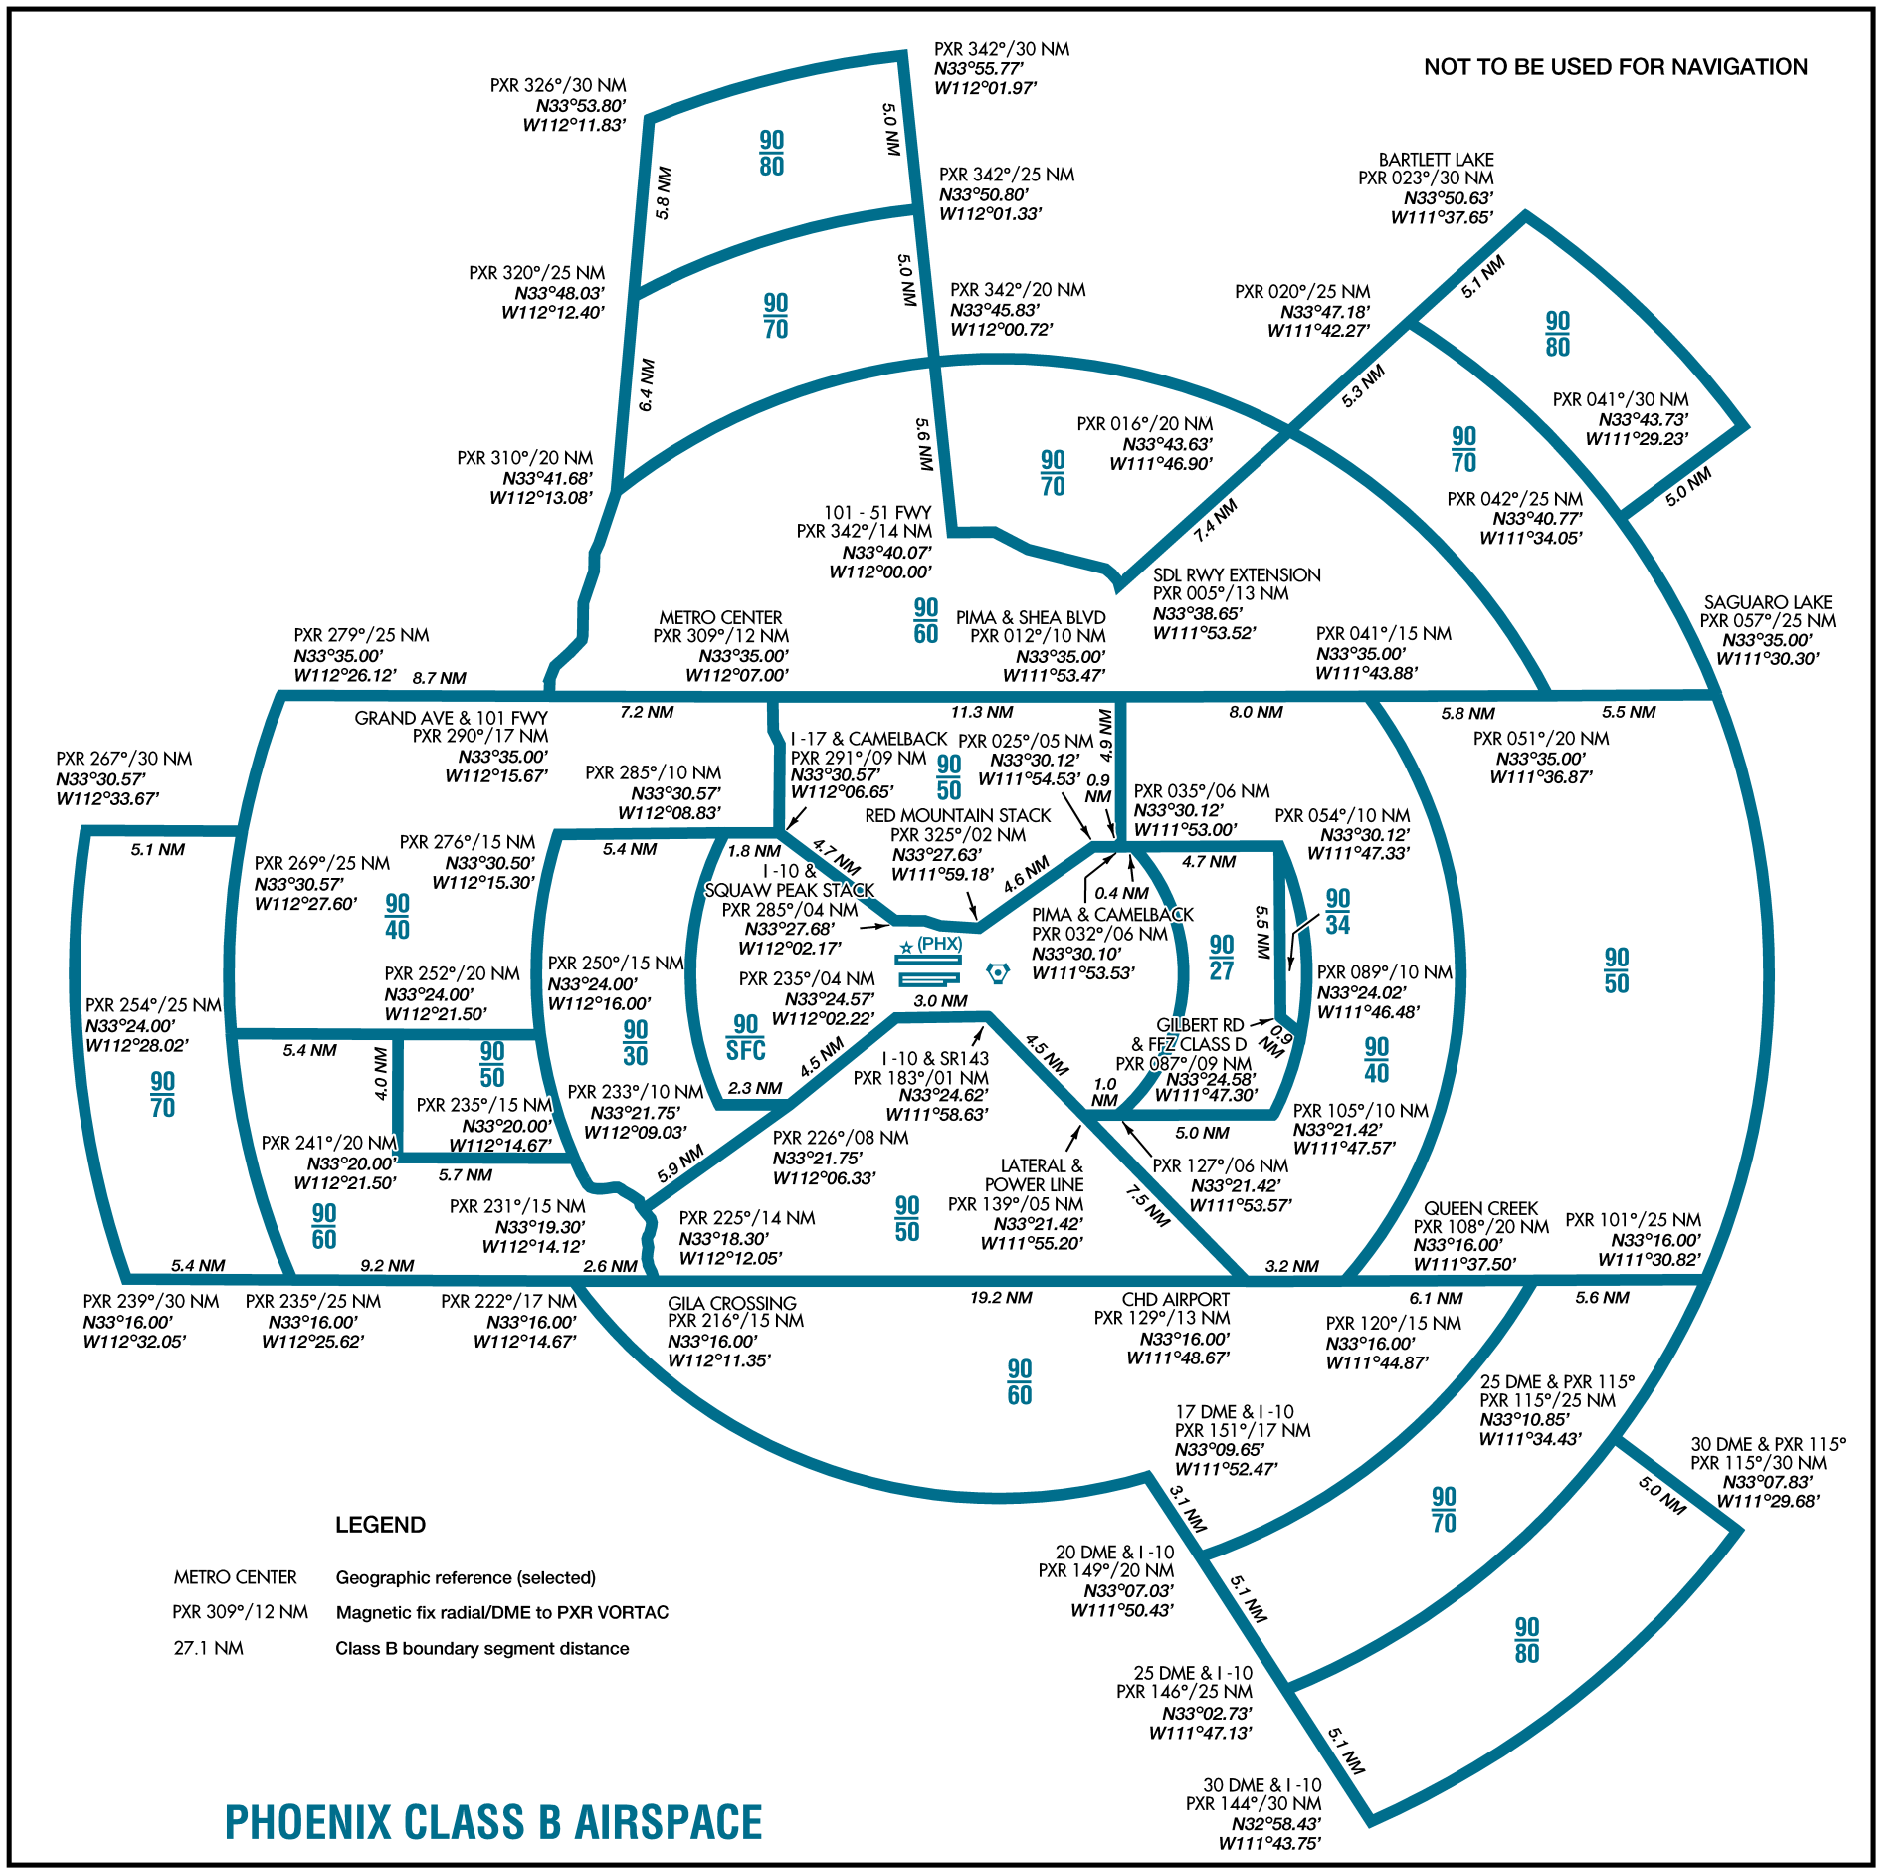 PXR 342°/30 NM
N33°55.77'
W112°01.97'
NOT TO BE USED FOR NAVIGATION
PXR 326°/30 NM
N33°53.80'
W112°11.83'
5.0 NM
90
80
5.8 NM
PXR 342°/25 NM
N33°50.80'
W112°01.33'
BARTLETT LAKE
PXR 023°/30 NM
N33°50.63'
W111°37.65'
PXR 320°/25 NM
N33°48.03'
W112°12.40'
5.0 NM
90
70
PXR 342°/20 NM
N33°45.83'
W112°00.72'
PXR 020°/25 NM
N33°47.18'
W111°42.27'
5.1 NM
90
80
6.4 NM
5.3 NM
PXR 041°/30 NM
N33°43.73'
W111°29.23'
5.0 NM
PXR 310°/20 NM
N33°41.68'
W112°13.08'
5.6 NM
90
70
PXR 016°/20 NM
N33°43.63'
W111°46.90'
90
70
7.4 NM
PXR 042°/25 NM
N33°40.77'
W111°34.05'
101 - 51 FWY
PXR 342°/14 NM
N33°40.07'
W112°00.00'
SDL RWY EXTENSION
PXR 005°/13 NM
N33°38.65'
W111°53.52'
PXR 279°/25 NM
N33°35.00'
W112°26.12'
8.7 NM
METRO CENTER
PXR 309°/12 NM
N33°35.00'
W112°07.00'
90
60
PIMA & SHEA BLVD
PXR 012°/10 NM
N33°35.00'
W111°53.47'
PXR 041°/15 NM
N33°35.00'
W111°43.88'
SAGUARO LAKE
PXR 057°/25 NM
N33°35.00'
W111°30.30'
7.2 NM
11.3 NM
8.0 NM
5.8 NM
5.5 NM
GRAND AVE & 101 FWY
PXR 290°/17 NM
N33°35.00'
W112°15.67'
I -17 & CAMELBACK
PXR 291°/09 NM
N33°30.57'
W112°06.65'
90
50
PXR 025°/05 NM
N33°30.12'
W111°54.53'
4.9 NM
0.9
NM
PXR 051°/20 NM
N33°35.00'
W111°36.87'
PXR 267°/30 NM
N33°30.57'
W112°33.67'
PXR 285°/10 NM
N33°30.57'
W112°08.83'
PXR 035°/06 NM
N33°30.12'
W111°53.00'
PXR 054°/10 NM
N33°30.12'
W111°47.33'
5.1 NM
PXR 276°/15 NM
N33°30.50'
W112°15.30'
5.4 NM
1.8 NM
4.7 NM
RED MOUNTAIN STACK
PXR 325°/02 NM
N33°27.63'
W111°59.18'
4.6 NM
4.7 NM
0.4 NM
PXR 269°/25 NM
N33°30.57'
W112°27.60'
90
40
I -10 &
SQUAW PEAK STACK
PXR 285°/04 NM
N33°27.68'
W112°02.17'
PIMA & CAMELBACK
PXR 032°/06 NM
N33°30.10'
W111°53.53'
90
27
5.5 NM
90
34
(PHX)
90
50
PXR 252°/20 NM
N33°24.00'
W112°21.50'
PXR 250°/15 NM
N33°24.00'
W112°16.00'
PXR 235°/04 NM
N33°24.57'
W112°02.22'
3.0 NM
PXR 089°/10 NM
N33°24.02'
W111°46.48'
PXR 254°/25 NM
N33°24.00'
W112°28.02'
90
30
90
SFC
GILBERT RD
& FFZ CLASS D
PXR 087°/09 NM
N33°24.58'
W111°47.30'
0.9
NM
90
40
5.4 NM
4.0 NM
90
50
4.5 NM
I -10 & SR143
PXR 183°/01 NM
N33°24.62'
W111°58.63'
4.5 NM
1.0
NM
90
70
PXR 235°/15 NM
N33°20.00'
W112°14.67'
PXR 233°/10 NM
N33°21.75'
W112°09.03'
2.3 NM
PXR 105°/10 NM
N33°21.42'
W111°47.57'
5.0 NM
PXR 241°/20 NM
N33°20.00'
W112°21.50'
5.7 NM
5.9 NM
PXR 226°/08 NM
N33°21.75'
W112°06.33'
LATERAL &
POWER LINE
PXR 139°/05 NM
N33°21.42'
W111°55.20'
PXR 127°/06 NM
N33°21.42'
W111°53.57'
7.5 NM
90
60
PXR 231°/15 NM
N33°19.30'
W112°14.12'
PXR 225°/14 NM
N33°18.30'
W112°12.05'
90
50
QUEEN CREEK
PXR 108°/20 NM
N33°16.00'
W111°37.50'
PXR 101°/25 NM
N33°16.00'
W111°30.82'
5.4 NM
9.2 NM
2.6 NM
3.2 NM
19.2 NM
6.1 NM
5.6 NM
PXR 239°/30 NM
N33°16.00'
W112°32.05'
PXR 235°/25 NM
N33°16.00'
W112°25.62'
PXR 222°/17 NM
N33°16.00'
W112°14.67'
GILA CROSSING
PXR 216°/15 NM
N33°16.00'
W112°11.35'
CHD AIRPORT
PXR 129°/13 NM
N33°16.00'
W111°48.67'
PXR 120°/15 NM
N33°16.00'
W111°44.87'
90
60
25 DME & PXR 115°
PXR 115°/25 NM
N33°10.85'
W111°34.43'
17 DME & I -10
PXR 151°/17 NM
N33°09.65'
W111°52.47'
30 DME & PXR 115°
PXR 115°/30 NM
N33°07.83'
W111°29.68'
3.1 NM
90
70
5.0 NM
LEGEND
METRO CENTER Geographic reference (selected)
PXR 309°/12 NM Magnetic fix radial/DME to PXR VORTAC
27.1 NM Class B boundary segment distance
20 DME & I -10
PXR 149°/20 NM
N33°07.03'
W111°50.43'
5.1 NM
90
80
25 DME & I -10
PXR 146°/25 NM
N33°02.73'
W111°47.13'
5.1 NM
30 DME & I -10
PXR 144°/30 NM
N32°58.43'
W111°43.75'
PHOENIX CLASS B AIRSPACE